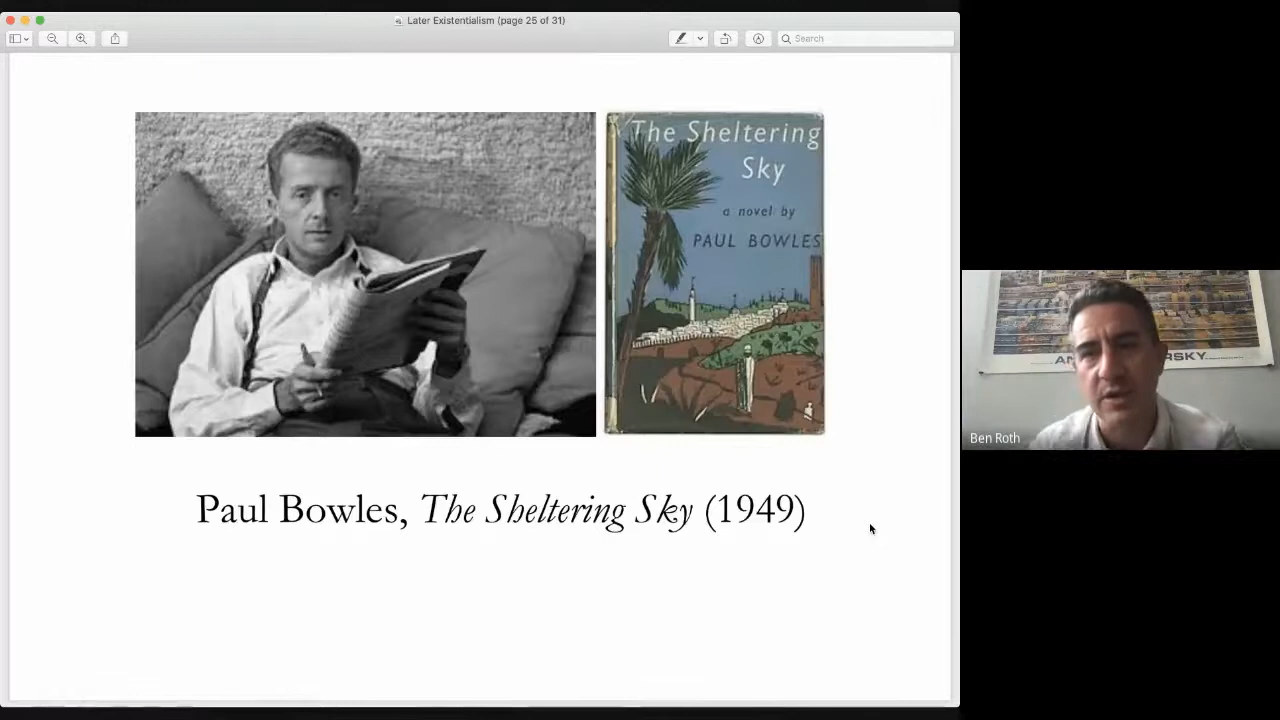 Later Existentialism (page 25 of 31)
Search
The Sheltering
Sky
a novel by
PAUL BOWLES
Paul Bowles, The Sheltering Sky (1949)
Ben Roth